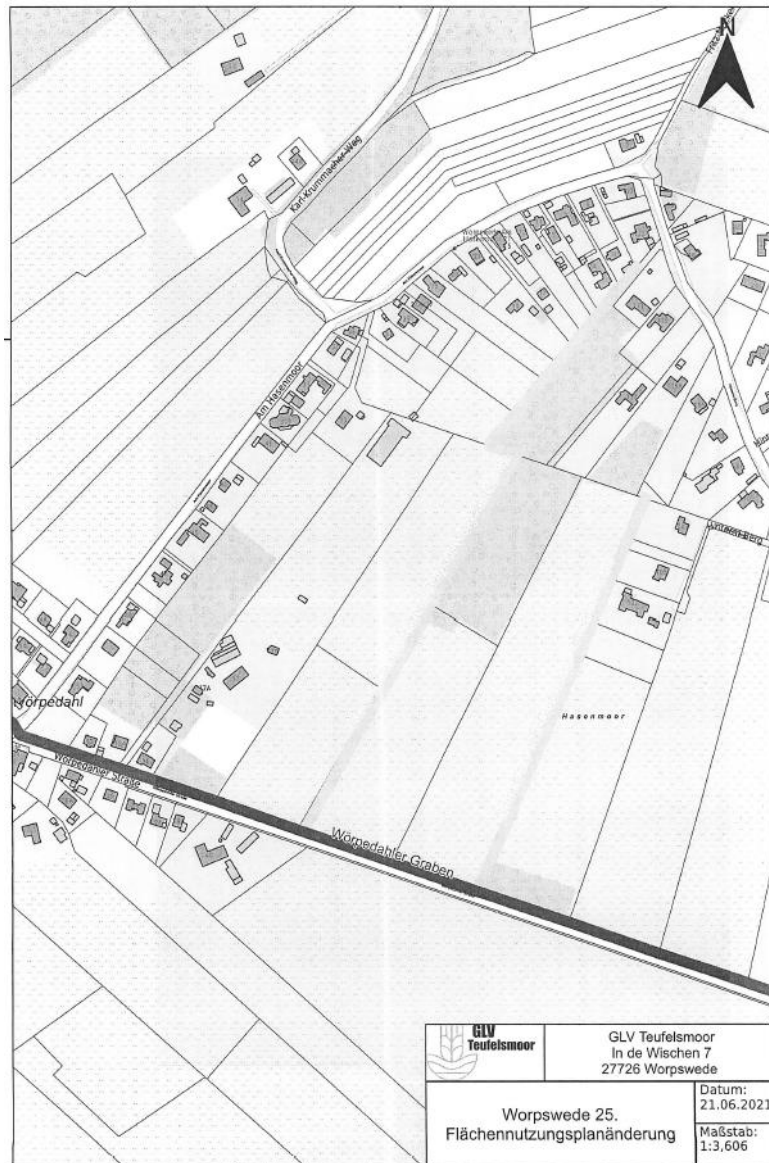 N
Karl-Krummacher-Weg
Am Hasenmoor
Hasenmoor
Wörpedahl
Wörpedahler Straße
Wörpedahler Graben
GLV
Teufelsmoor
GLV Teufelsmoor
In de Wischen 7
27726 Worpswede
Worpswede 25.
Flächennutzungsplanänderung
Datum:
21.06.2021
Maßstab:
1:3,606